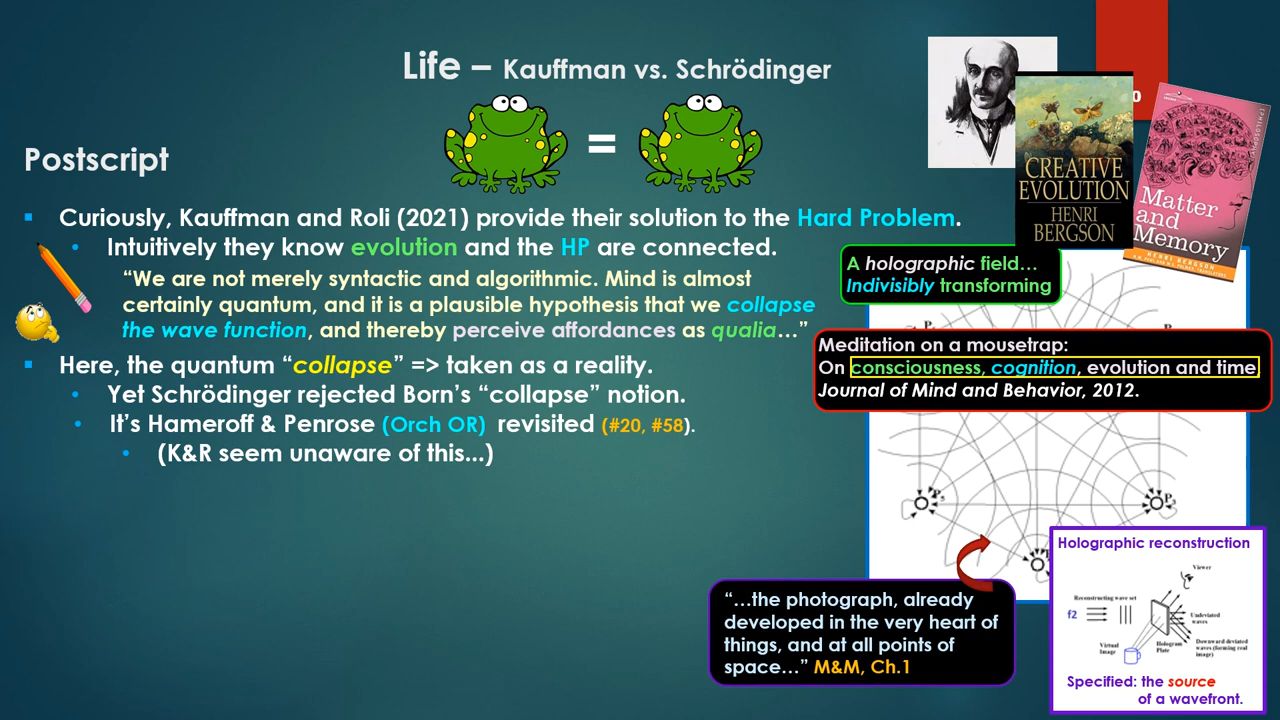 Life – Kauffman vs. Schrödinger
=
Postscript
Curiously, Kauffman and Roli (2021) provide their solution to the Hard Problem.
Intuitively they know evolution and the HP are connected.
“We are not merely syntactic and algorithmic. Mind is almost
certainly quantum, and it is a plausible hypothesis that we collapse
the wave function, and thereby perceive affordances as qualia…”
Here, the quantum “collapse” => taken as a reality.
Yet Schrödinger rejected Born’s “collapse” notion.
It’s Hameroff & Penrose (Orch OR) revisited (#20, #58).
(K&R seem unaware of this...)
0
CREATIVE
EVOLUTION
HENRI
BERGSON
Matter
and
Memory
HENRI BERGSON
A holographic field…
Indivisibly transforming
Meditation on a mousetrap:
On consciousness, cognition, evolution and time.
Journal of Mind and Behavior, 2012.
P5
P3
“…the photograph, already
developed in the very heart of
things, and at all points of
space…” M&M, Ch.1
Holographic reconstruction
Viewer
Reconstructing wave set
f2
Undeviated
waves
Virtual
Image
Hologram
Plate
Downward deviated
waves (forming real
image)
Specified: the source
of a wavefront.